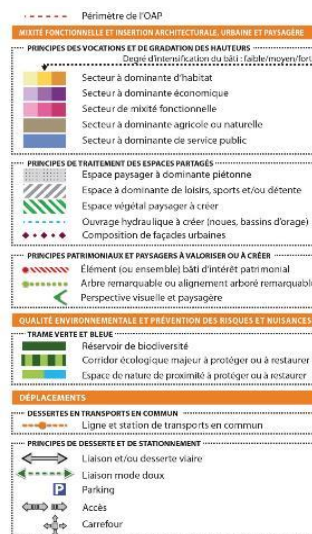 Périmètre de l'OAP
MIXITÉ FONCTIONNELLE ET INSERTION ARCHITECTURALE, URBAINE ET PAYSAGÈRE
PRINCIPES DES VOCATIONS ET DE GRADATION DES HAUTEURS
Degré d'intensification du bâti : faible/moyen/fort
Secteur à dominante d'habitat
Secteur à dominante économique
Secteur de mixité fonctionnelle
Secteur à dominante agricole ou naturelle
Secteur à dominante de service public
PRINCIPES DE TRAITEMENT DES ESPACES PARTAGÉS
Espace paysager à dominante piétonne
Espace à dominante de loisirs, sports et/ou détente
Espace végétal paysager à créer
Ouvrage hydraulique à créer (noues, bassins d'orage)
Composition de façades urbaines
PRINCIPES PATRIMONIAUX ET PAYSAGERS À VALORISER OU À CRÉER
Élément (ou ensemble) bâti d'intérêt patrimonial
Arbre remarquable ou alignement arboré remarquable
Perspective visuelle et paysagère
QUALITÉ ENVIRONNEMENTALE ET PRÉVENTION DES RISQUES ET NUISANCES
TRAME VERTE ET BLEUE
Réservoir de biodiversité
Corridor écologique majeur à protéger ou à restaurer
Espace de nature de proximité à protéger ou à restaurer
DÉPLACEMENTS
DESSERTES EN TRANSPORTS EN COMMUN
Ligne et station de transports en commun
PRINCIPES DE DESSERTE ET DE STATIONNEMENT
Liaison et/ou desserte viaire
Liaison mode doux
P Parking
Accès
Carrefour